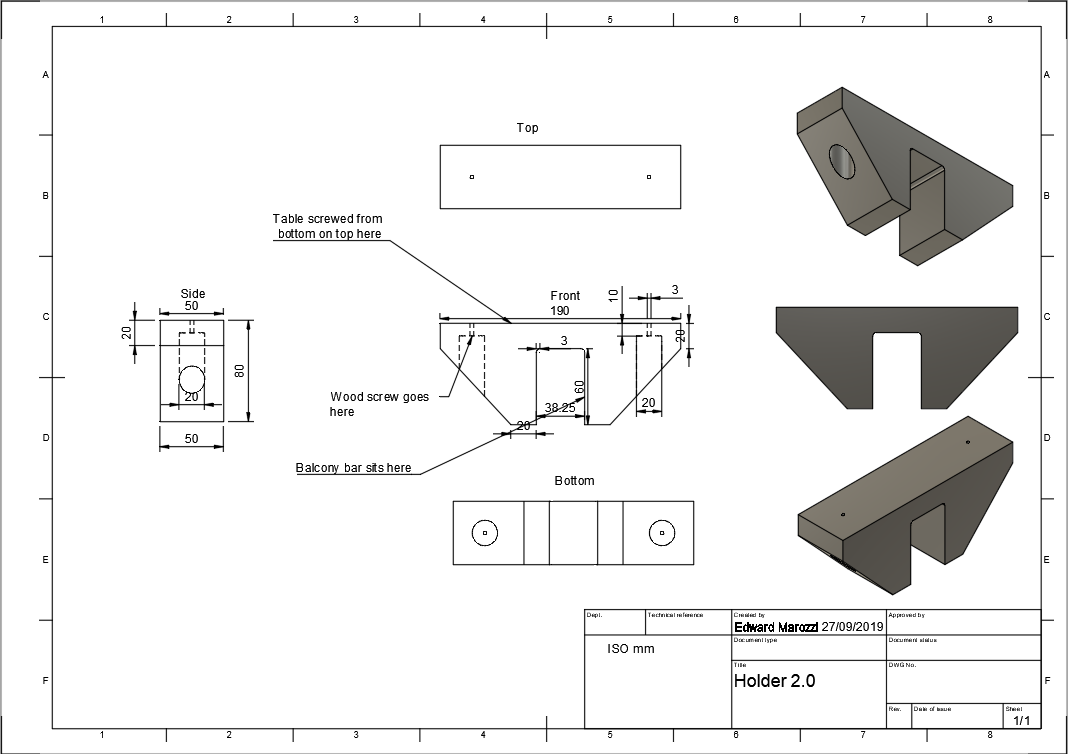 1 2 3 4 5 6 7 8
A A
Top
B B
Table screwed from
bottom on top here
Side
50
Front
190
10
3
C C
20
20
3
80
60
Wood screw goes
here
20
38.25
20
20
D D
50
Balcony bar sits here
Bottom
E E
Dept.
Technical reference
Created by
Approved by
Edward Marozzi 27/09/2019
Document type
Document status
ISO mm
Title
DWG No.
Holder 2.0
F F
Rev.
Date of issue
Sheet
1/1
1 2 3 4 5 6 7 8